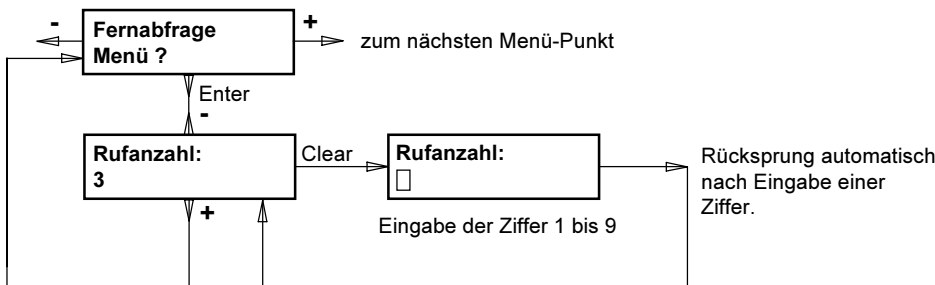 -
+
Fernabfrage
Menü ?
zum nächsten Menü-Punkt
Enter
-
Rufanzahl:
3
Clear
Rufanzahl:
Rücksprung automatisch
nach Eingabe einer
Ziffer.
+
Eingabe der Ziffer 1 bis 9